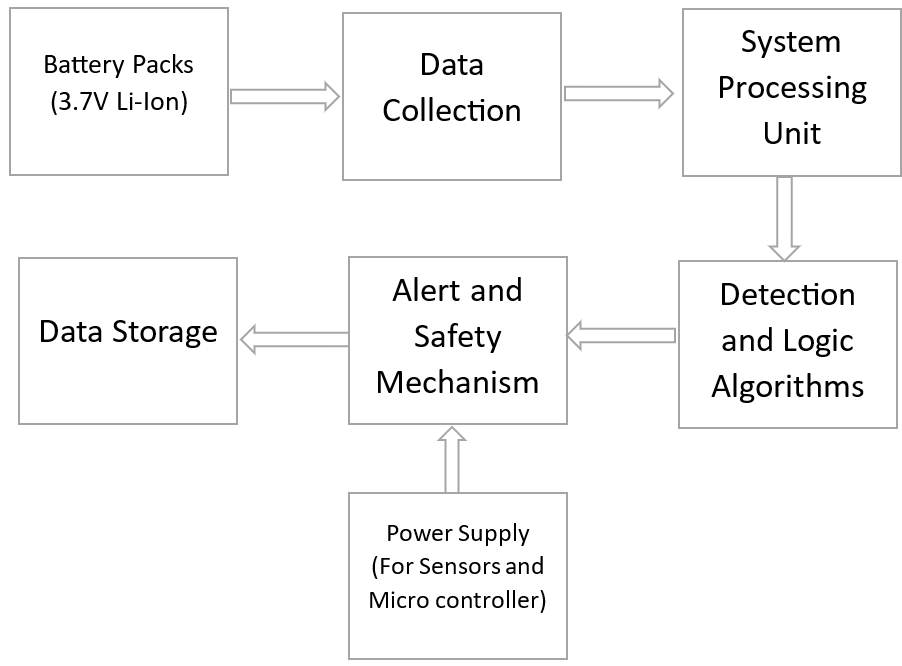 Battery Packs
(3.7V Li-Ion)
Data
Collection
System
Processing
Unit
Data Storage
Alert and
Safety
Mechanism
Detection
and Logic
Algorithms
Power Supply
(For Sensors and
Micro controller)